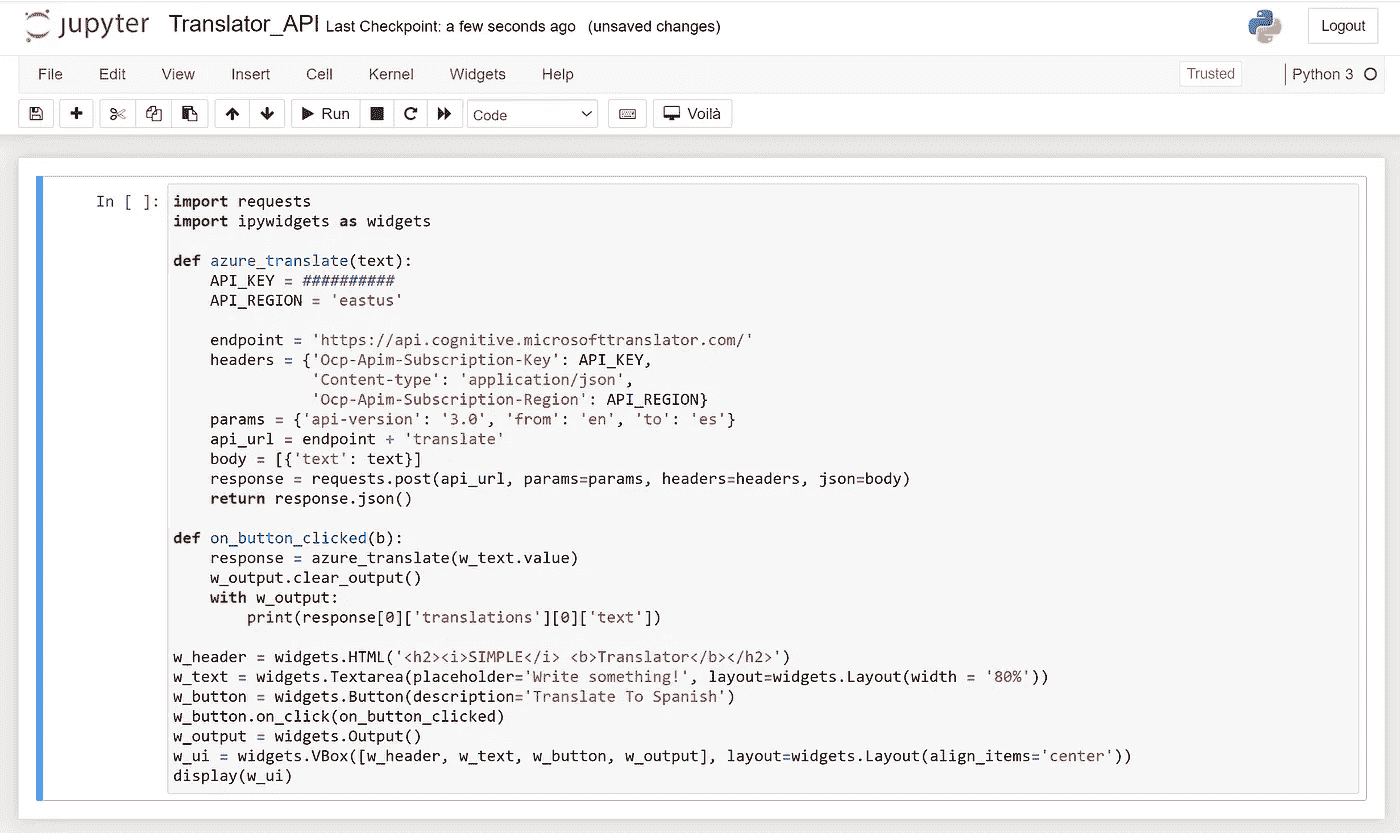 jupyter Translator_API Last Checkpoint: a few seconds ago (unsaved changes) Logout
File Edit View Insert Cell Kernel Widgets Help Trusted Python 3
Run Code Voilà
In [ ]: import requests
import ipywidgets as widgets

def azure_translate(text):
    API_KEY = ##########
    API_REGION = 'eastus'

    endpoint = 'https://api.cognitive.microsofttranslator.com/'
    headers = {'Ocp-Apim-Subscription-Key': API_KEY,
               'Content-type': 'application/json',
               'Ocp-Apim-Subscription-Region': API_REGION}
    params = {'api-version': '3.0', 'from': 'en', 'to': 'es'}
    api_url = endpoint + 'translate'
    body = [{'text': text}]
    response = requests.post(api_url, params=params, headers=headers, json=body)
    return response.json()

def on_button_clicked(b):
    response = azure_translate(w_text.value)
    w_output.clear_output()
    with w_output:
        print(response[0]['translations'][0]['text'])

w_header = widgets.HTML('<h2><i>SIMPLE</i> <b>Translator</b></h2>')
w_text = widgets.Textarea(placeholder='Write something!', layout=widgets.Layout(width = '80%'))
w_button = widgets.Button(description='Translate To Spanish')
w_button.on_click(on_button_clicked)
w_output = widgets.Output()
w_ui = widgets.VBox([w_header, w_text, w_button, w_output], layout=widgets.Layout(align_items='center'))
display(w_ui)